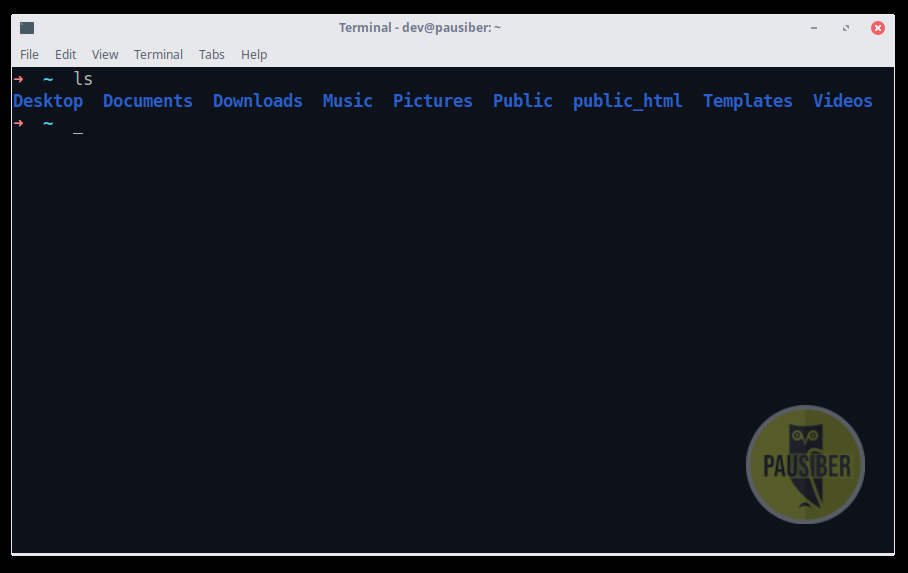 Terminal - dev@pausiber: ~
File Edit View Terminal Tabs Help
➜ ~ ls
Desktop Documents Downloads Music Pictures Public public_html Templates Videos
➜ ~ _
PAUSIBER